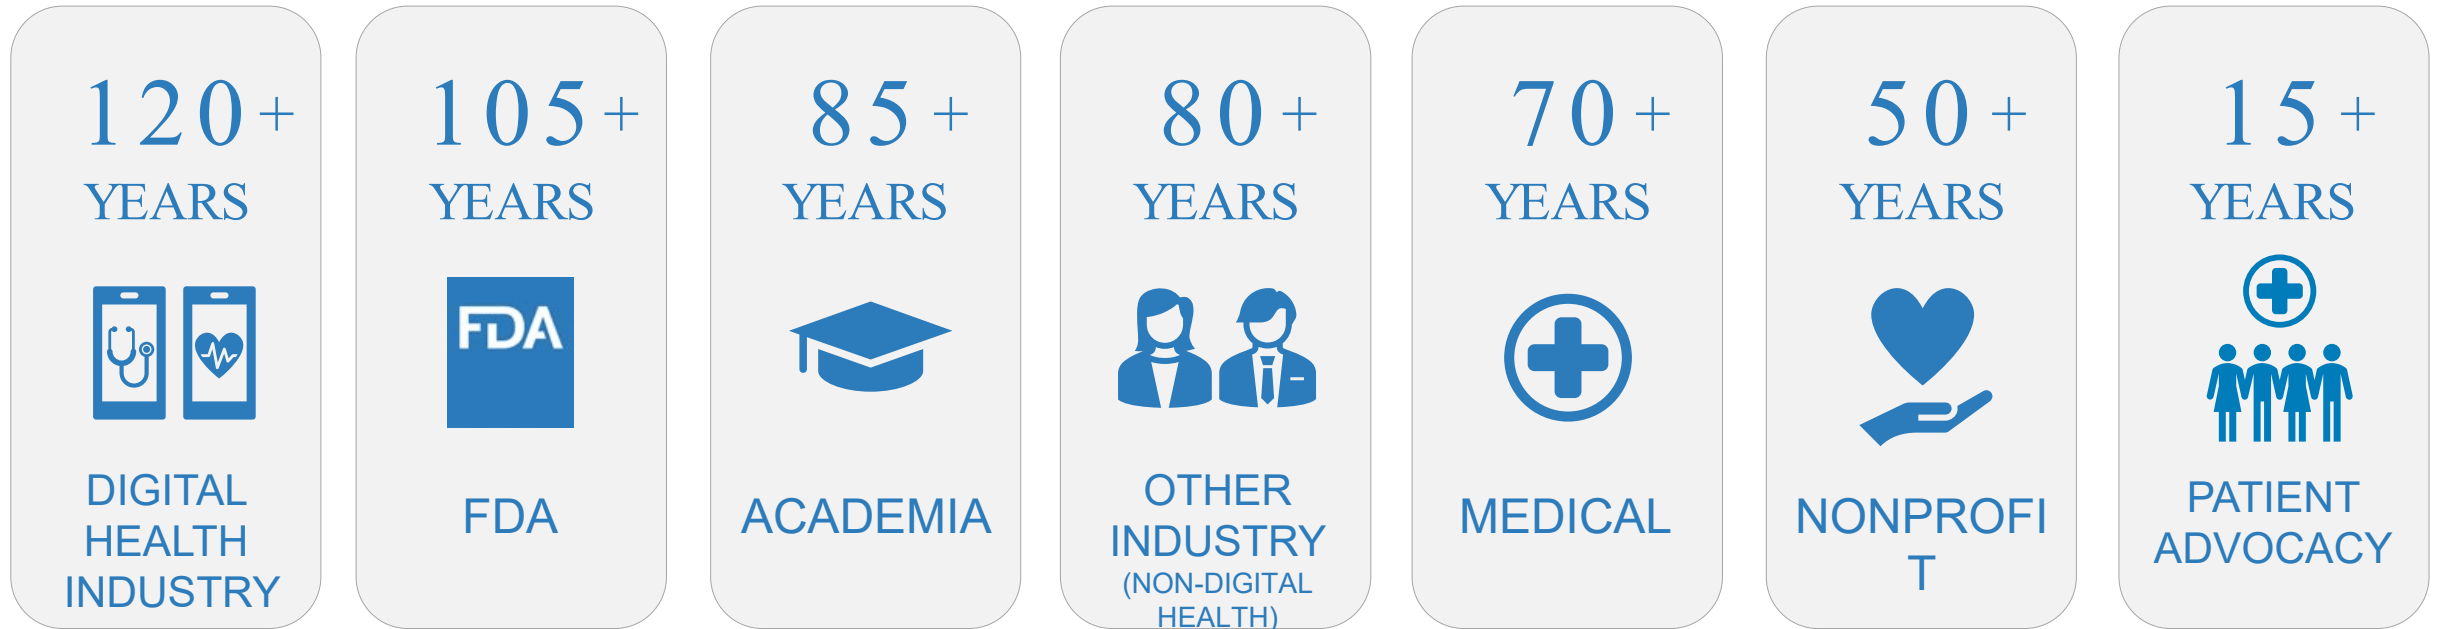 120+
YEARS
FDA
DIGITAL
HEALTH
INDUSTRY
105+
YEARS
FDA
85+
YEARS
ACADEMIA
80+
YEARS
OTHER
INDUSTRY
(NON-DIGITAL
HEALTH)
70+
YEARS
MEDICAL
50+
YEARS
NONPROFI
T
15+
YEARS
PATIENT
ADVOCACY